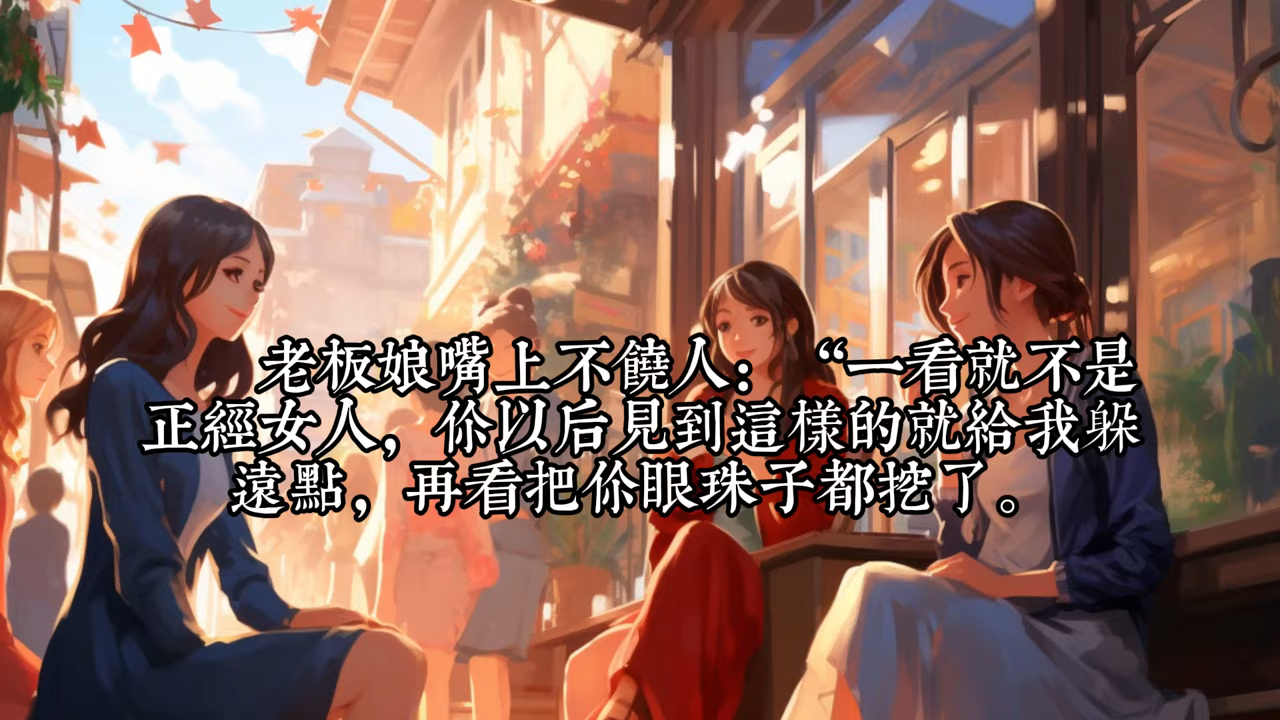 老板娘嘴上不饒人：“一看就不是
正經女人，你以后見到這樣的就給我躲
遠點，再看把你眼珠子都挖了。